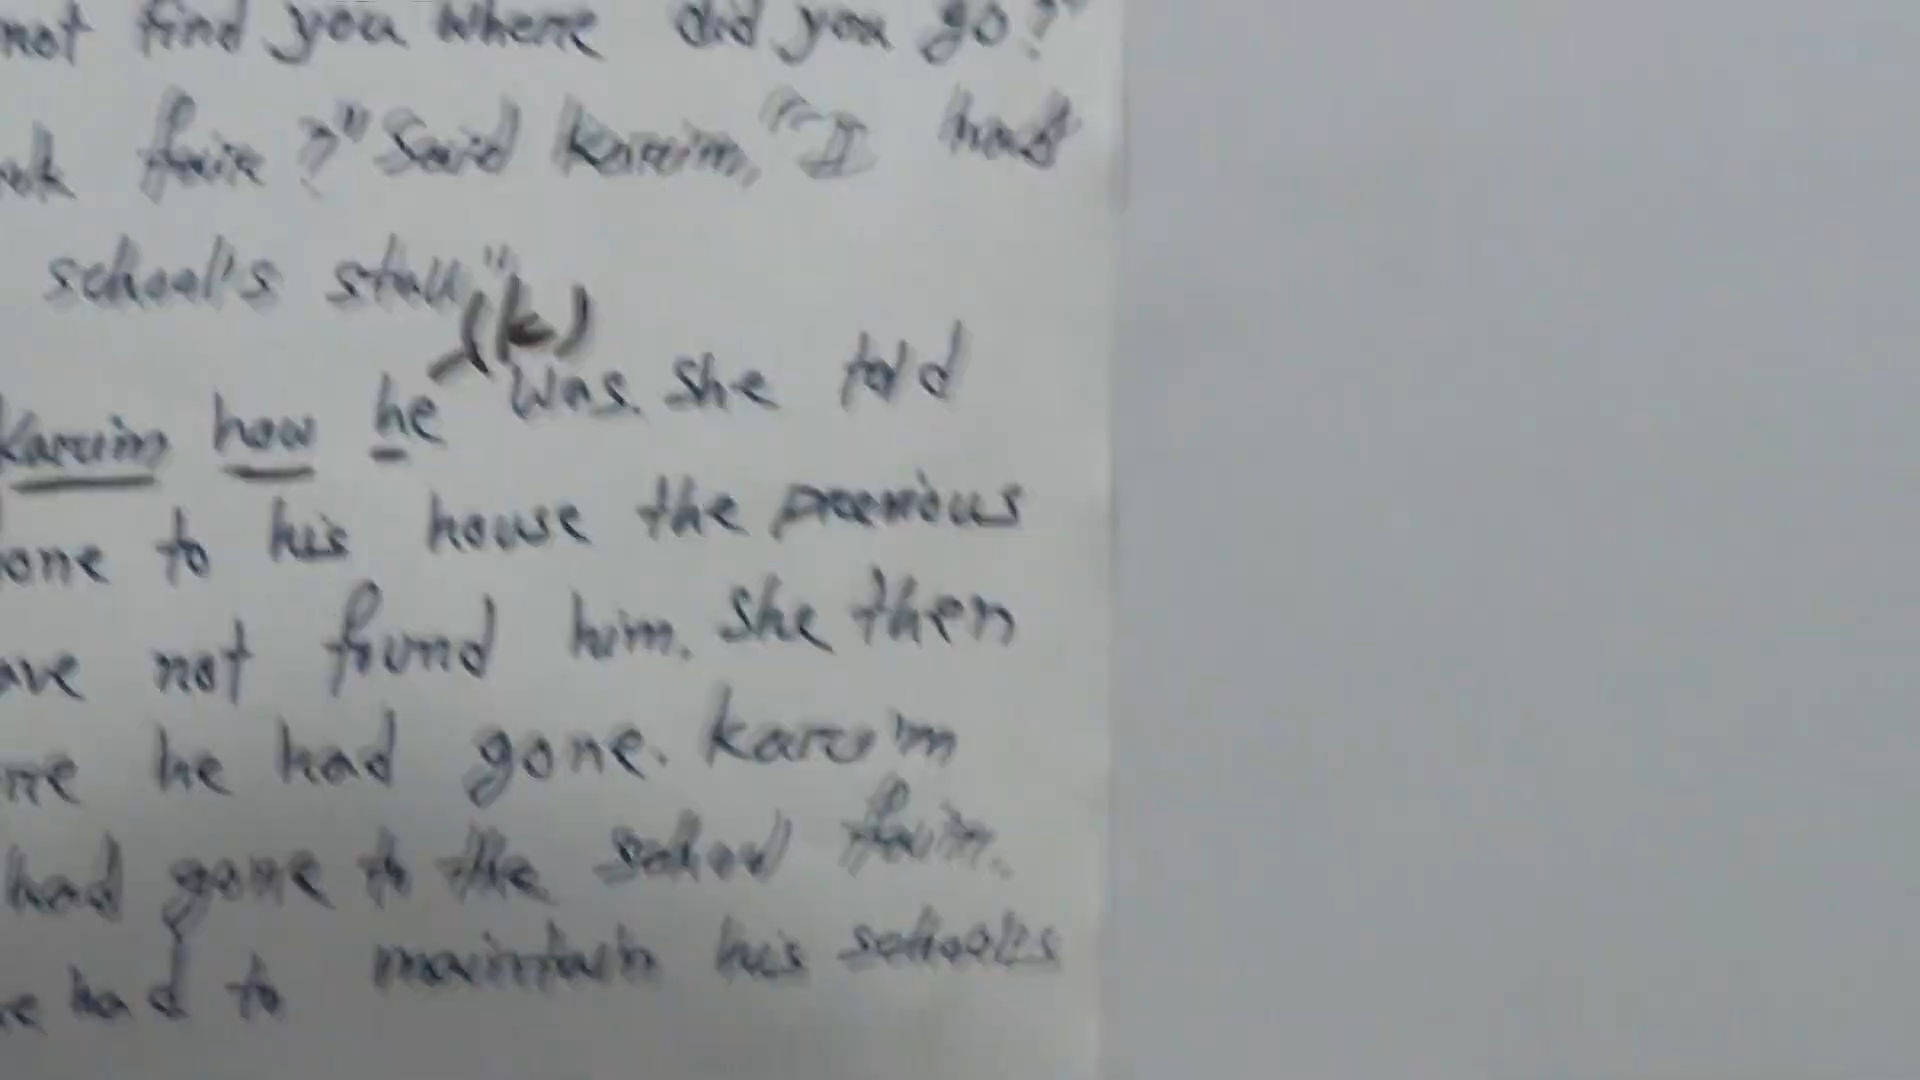 not find you where did you go?"
ok fair?" Said Karim, "I had
school's stall"
(k)
Karim how he was. She told
one to his house the previous
ave not found him. She then
he had gone. Karim
had gone to the school fair.
had to maintain his school's